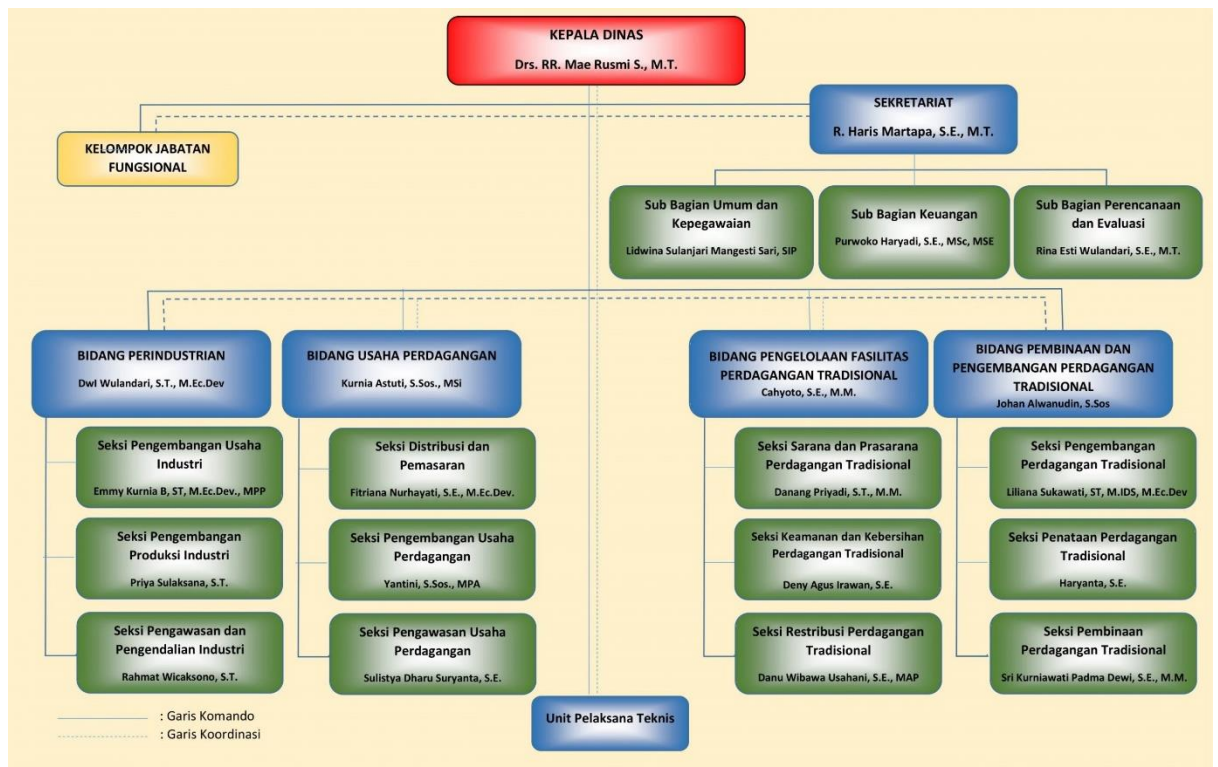 KEPALA DINAS
Drs. RR. Mae Rusmi S., M.T.
SEKRETARIAT
R. Haris Martapa, S.E., M.T.
KELOMPOK JABATAN
FUNGSIONAL
Sub Bagian Umum dan
Kepegawaian
Lidwina Sulanjari Mangesti Sari, SIP
Sub Bagian Keuangan
Purwoko Haryadi, S.E., MSc, MSE
Sub Bagian Perencanaan
dan Evaluasi
Rina Esti Wulandari, S.E., M.T.
BIDANG PERINDUSTRIAN
Dwl Wulandari, S.T., M.Ec.Dev
BIDANG USAHA PERDAGANGAN
Kurnia Astuti, S.Sos., MSi
BIDANG PENGELOLAAN FASILITAS
PERDAGANGAN TRADISIONAL
Cahyoto, S.E., M.M.
BIDANG PEMBINAAN DAN
PENGEMBANGAN PERDAGANGAN
TRADISIONAL
Johan Alwanudin, S.Sos
Seksi Pengembangan Usaha
Industri
Emmy Kurnia B, ST, M.Ec.Dev., MPP
Seksi Pengembangan
Produksi Industri
Priya Sulaksana, S.T.
Seksi Pengawasan dan
Pengendalian Industri
Rahmat Wicaksono, S.T.
Seksi Distribusi dan
Pemasaran
Fitriana Nurhayati, S.E., M.Ec.Dev.
Seksi Pengembangan Usaha
Perdagangan
Yantini, S.Sos., MPA
Seksi Pengawasan Usaha
Perdagangan
Sulistya Dharu Suryanta, S.E.
Seksi Sarana dan Prasarana
Perdagangan Tradisional
Danang Priyadi, S.T., M.M.
Seksi Keamanan dan Kebersihan
Perdagangan Tradisional
Deny Agus Irawan, S.E.
Seksi Restribusi Perdagangan
Tradisional
Danu Wibawa Usahani, S.E., MAP
Seksi Pengembangan
Perdagangan Tradisional
Liliana Sukawati, ST, M.IDS, M.Ec.Dev
Seksi Penataan Perdagangan
Tradisional
Haryanta, S.E.
Seksi Pembinaan
Perdagangan Tradisional
Sri Kurniawati Padma Dewi, S.E., M.M.
Unit Pelaksana Teknis
: Garis Komando
: Garis Koordinasi